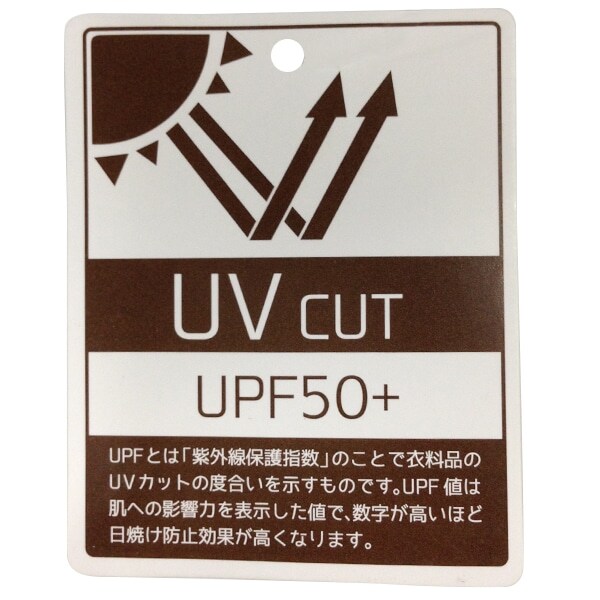 UV CUT
UPF50+
UPFとは「紫外線保護指数」のことで衣料品の
UVカットの度合いを示すものです。UPF値は
肌への影響力を表示した値で、数字が高いほど
日焼け防止効果が高くなります。